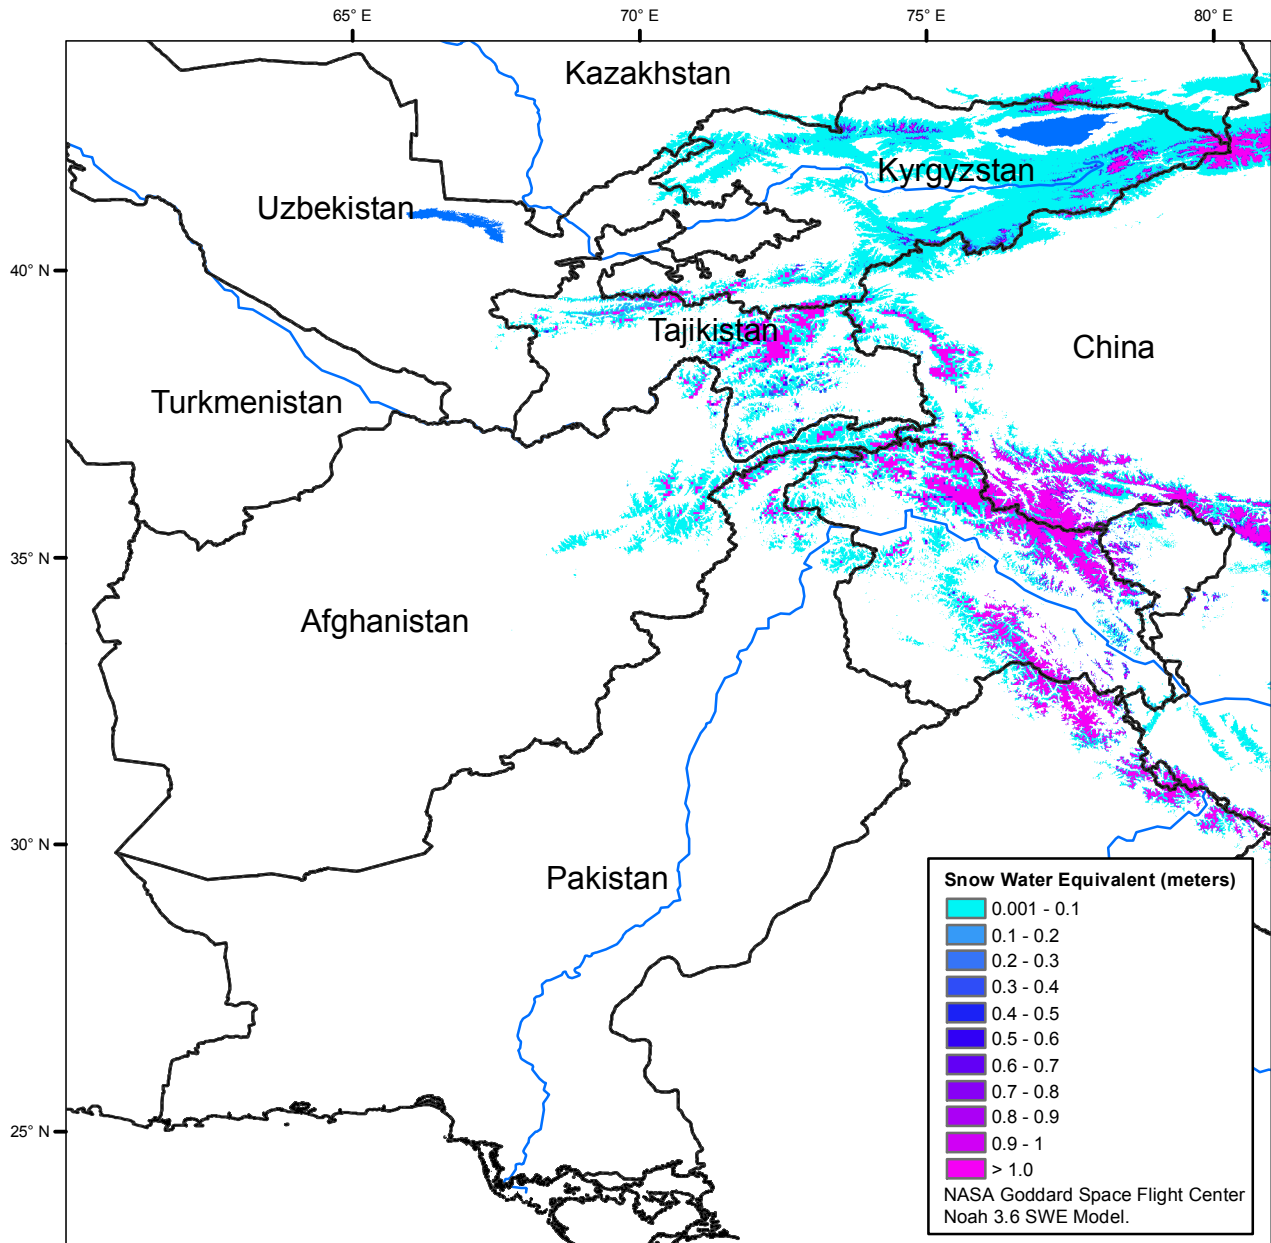 65° E 70° E 75° E 80° E
Kazakhstan
Kyrgyzstan
Uzbekistan
40° N
Tajikistan
China
Turkmenistan
35° N
Afghanistan
30° N
Pakistan
25° N
Snow Water Equivalent (meters)
0.001 - 0.1
0.1 - 0.2
0.2 - 0.3
0.3 - 0.4
0.4 - 0.5
0.5 - 0.6
0.6 - 0.7
0.7 - 0.8
0.8 - 0.9
0.9 - 1
> 1.0
NASA Goddard Space Flight Center
Noah 3.6 SWE Model.